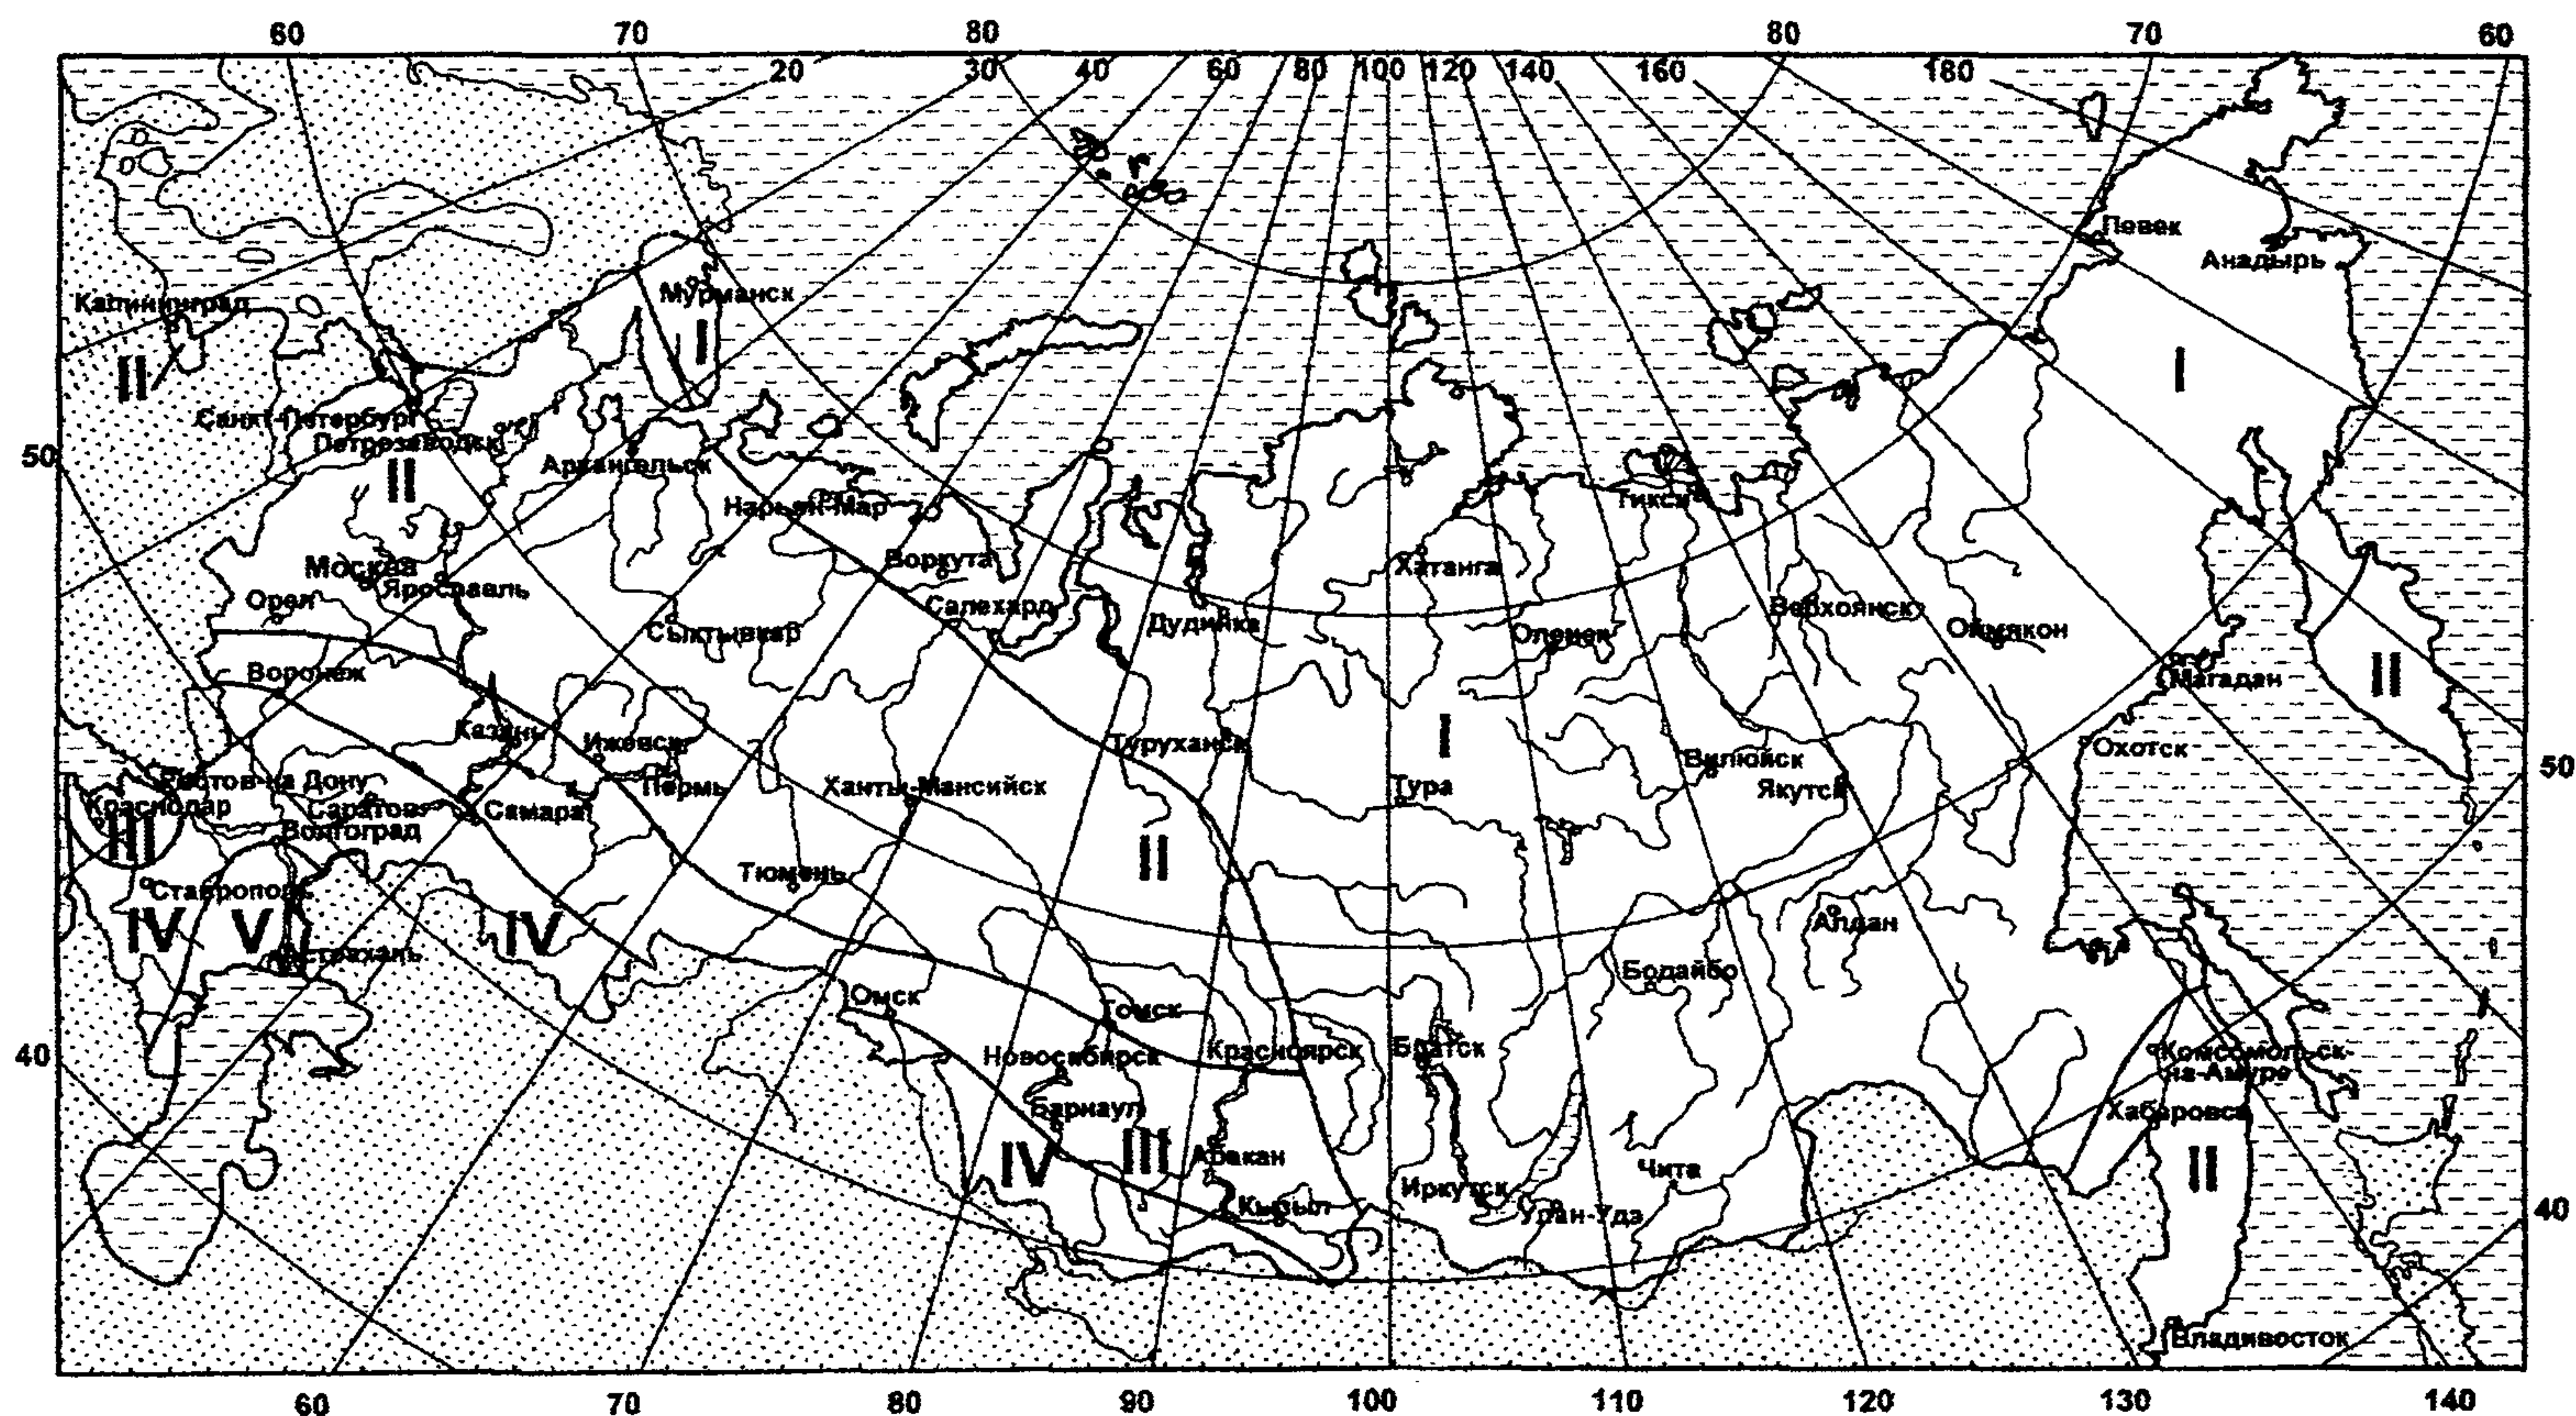 60 70 80 80 70 60
20 30 40 60 80 100 120 140 160 180
Певек
Анадырь
Мурманск
Калининград
I
I
II
Санкт-Петербург
Петрозаводск
50
Архангельск
II
Нарьян-Мар
Тикси
Москва
Ярославль
Воркута
Хатанга
Орел
Салехард
Дудинка
Верхоянск
Сыктывкар
Оленек
Оймякон
Воронеж
II
Магадан
Казань
Ижевск
Туруханск
I
Вилюйск
Охотск
50
Ростов-на Дону
Пермь
Ханты-Мансийск
Тура
Якутск
Краснодар
Саратов
Самара
III
Волгоград
II
Ставрополь
Тюмень
IV V IV
Алдан
Астрахань
Бодайбо
Омск
Томск
40
Новосибирск
Красноярск
Братск
Комсомольск-
на-Амуре
Барнаул
Хабаровск
IV III
Абакан
Чита
II
Иркутск
Кызыл
Улан-Удэ
40
Владивосток
60 70 80 90 100 110 120 130 140